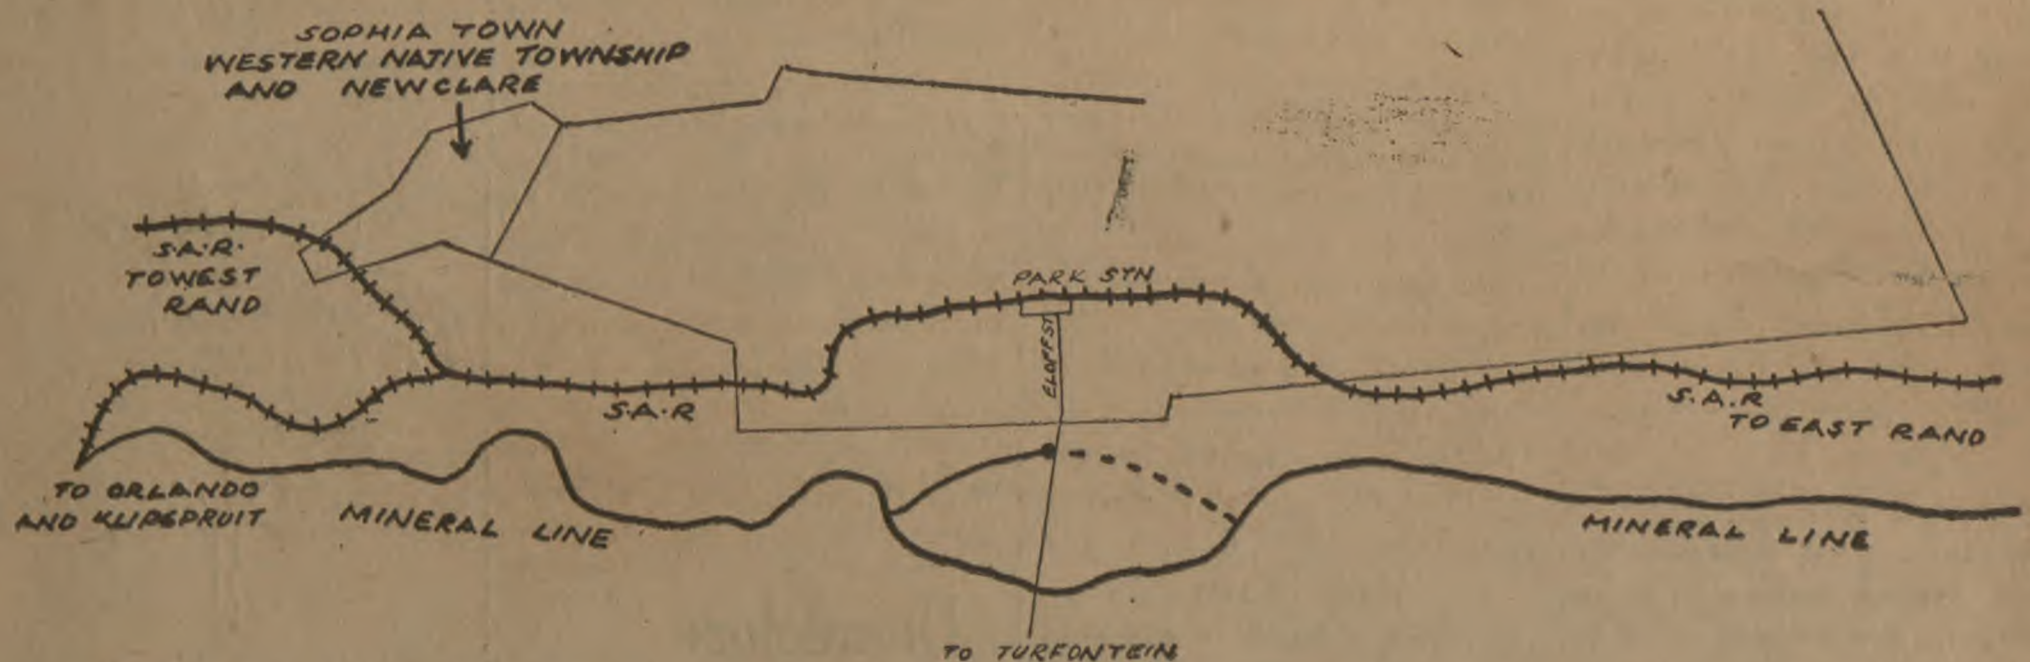 SOPHIA TOWN
WESTERN NATIVE TOWNSHIP
AND NEWCLARE
S.A.R.
TO WEST
RAND
PARK STN
ELOFF ST
S.A.R
S.A.R
TO EAST RAND
TO ORLANDO
AND KLIPSPRUIT
MINERAL LINE
MINERAL LINE
TO TURFONTEIN